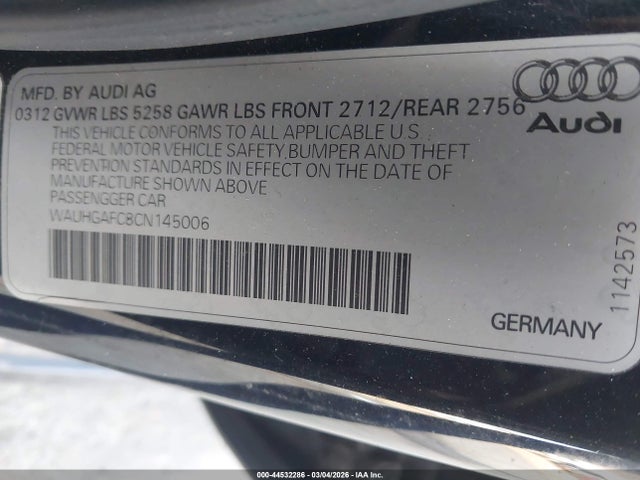 MFD. BY AUDI AG
0312 GVWR LBS 5258 GAWR LBS FRONT 2712/REAR 2756
THIS VEHICLE CONFORMS TO ALL APPLICABLE U.S
FEDERAL MOTOR VEHICLE SAFETY,BUMPER AND THEFT
PREVENTION STANDARDS IN EFFECT ON THE DATE OF
MANUFACTURE SHOWN ABOVE
PASSENGGER CAR
WAUHGAFC8CN145006
Audi
1142573
GERMANY
000-44532286 - 03/04/2026 - IAA Inc.